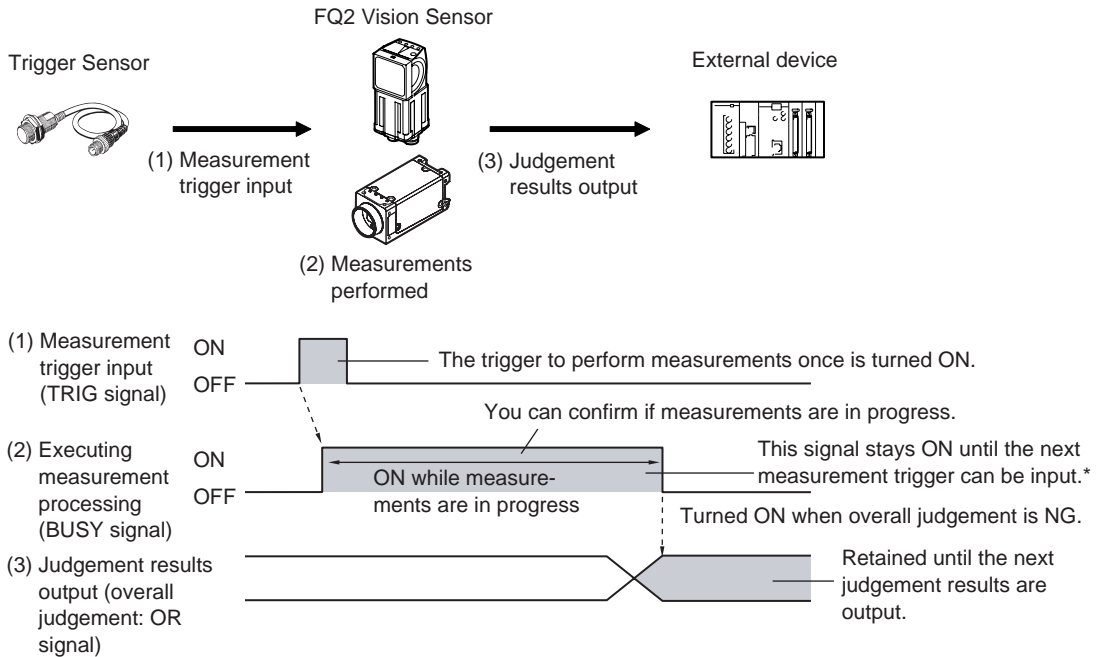 FQ2 Vision Sensor
Trigger Sensor
External device
(1) Measurement
trigger input
(3) Judgement
results output
(2) Measurements
performed
(1) Measurement
trigger input
(TRIG signal)
ON
OFF
The trigger to perform measurements once is turned ON.
You can confirm if measurements are in progress.
(2) Executing
measurement
processing
(BUSY signal)
ON
OFF
ON while measure-
ments are in progress
This signal stays ON until the next
measurement trigger can be input.*
Turned ON when overall judgement is NG.
(3) Judgement results
output (overall
judgement: OR
signal)
Retained until the next
judgement results are
output.